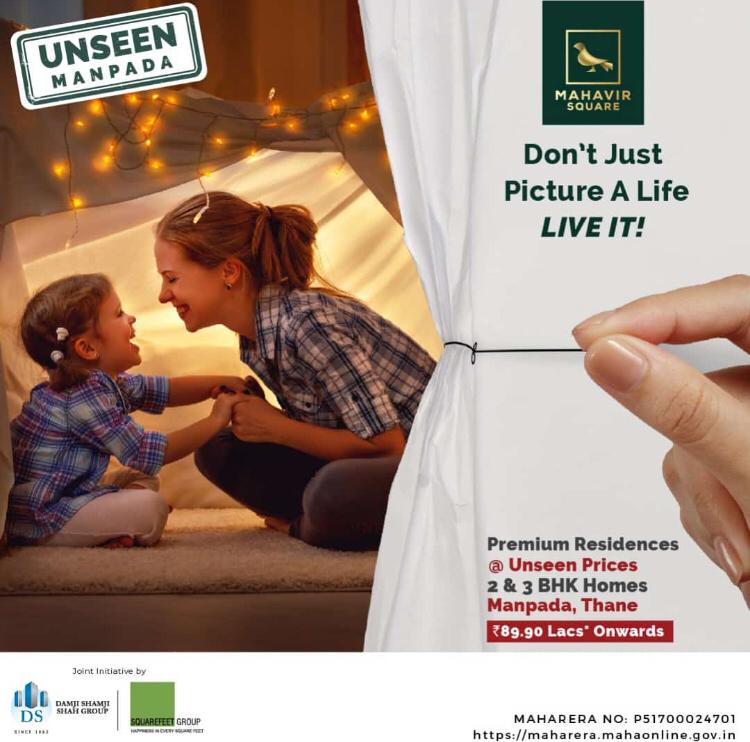 UNSEEN
MANPADA
MAHAVIR
SQUARE
Don't Just
Picture A Life
LIVE IT!
Premium Residences
@ Unseen Prices
2 & 3 BHK Homes
Manpada, Thane
₹89.90 Lacs* Onwards
Joint Initiative by
DS
DAMJI SHAMJI
SHAH GROUP
SINCE 1962
SQUAREFEET GROUP
HAPPINESS IN EVERY SQUARE FEET
MAHARERA NO: P51700024701
https://maharera.mahaonline.gov.in